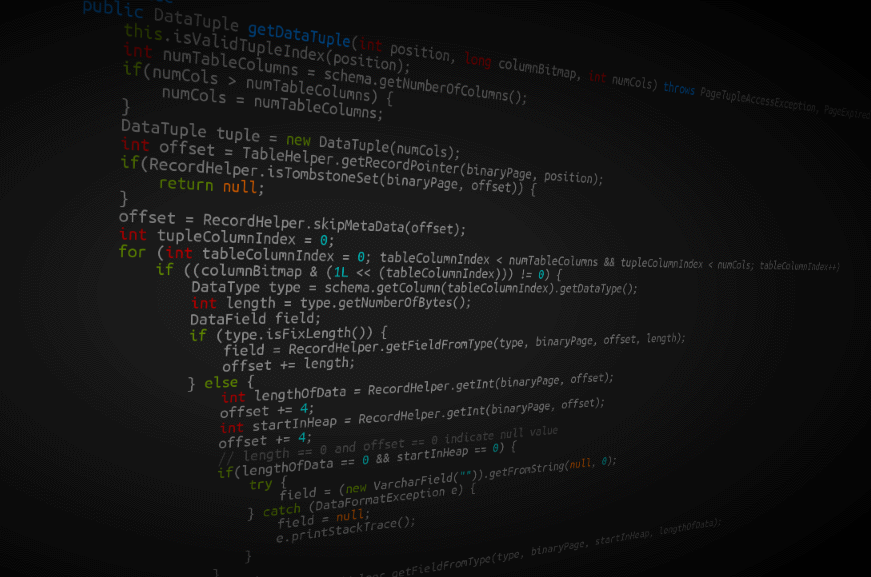 public DataTuple getDataTuple(int position, long columnBitmap, int numCols) throws PageTupleAccessException, PageExpired
this.isValidTupleIndex(position);
int numTableColumns = schema.getNumberOfColumns();
if(numCols > numTableColumns) {
numCols = numTableColumns;
}
DataTuple tuple = new DataTuple(numCols);
int offset = TableHelper.getRecordPointer(binaryPage, position);
if(RecordHelper.isTombstoneSet(binaryPage, offset)) {
return null;
}
offset = RecordHelper.skipMetaData(offset);
int tupleColumnIndex = 0;
for (int tableColumnIndex = 0; tableColumnIndex < numTableColumns && tupleColumnIndex < numCols; tableColumnIndex++)
if ((columnBitmap & (1L << (tableColumnIndex))) != 0) {
DataType type = schema.getColumn(tableColumnIndex).getDataType();
int length = type.getNumberOfBytes();
DataField field;
if (type.isFixLength()) {
field = RecordHelper.getFieldFromType(type, binaryPage, offset, length);
offset += length;
} else {
int lengthOfData = RecordHelper.getInt(binaryPage, offset);
offset += 4;
int startInHeap = RecordHelper.getInt(binaryPage, offset);
offset += 4;
// length == 0 and offset == 0 indicate null value
if(lengthOfData == 0 && startInHeap == 0) {
try {
field = (new VarcharField("")).getFromString(null, 0);
} catch (DataFormatException e) {
field = null;
e.printStackTrace();
}
.getFieldFromType(type, binaryPage, startInHeap, lengthOfData);
}